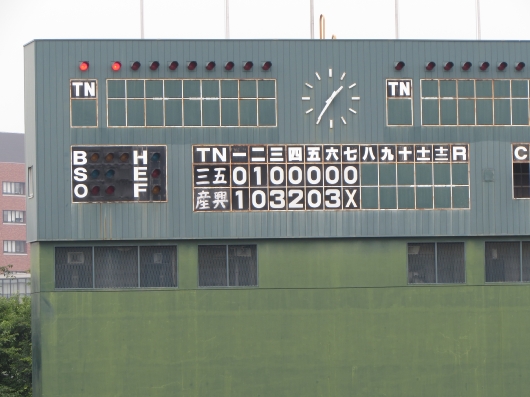 TN TN
B H TN 一 二 三 四 五 六 七 八 九 十 士 士 R C
S E 三五 0 1 0 0 0 0 0
O F 産興 1 0 3 2 0 3 X